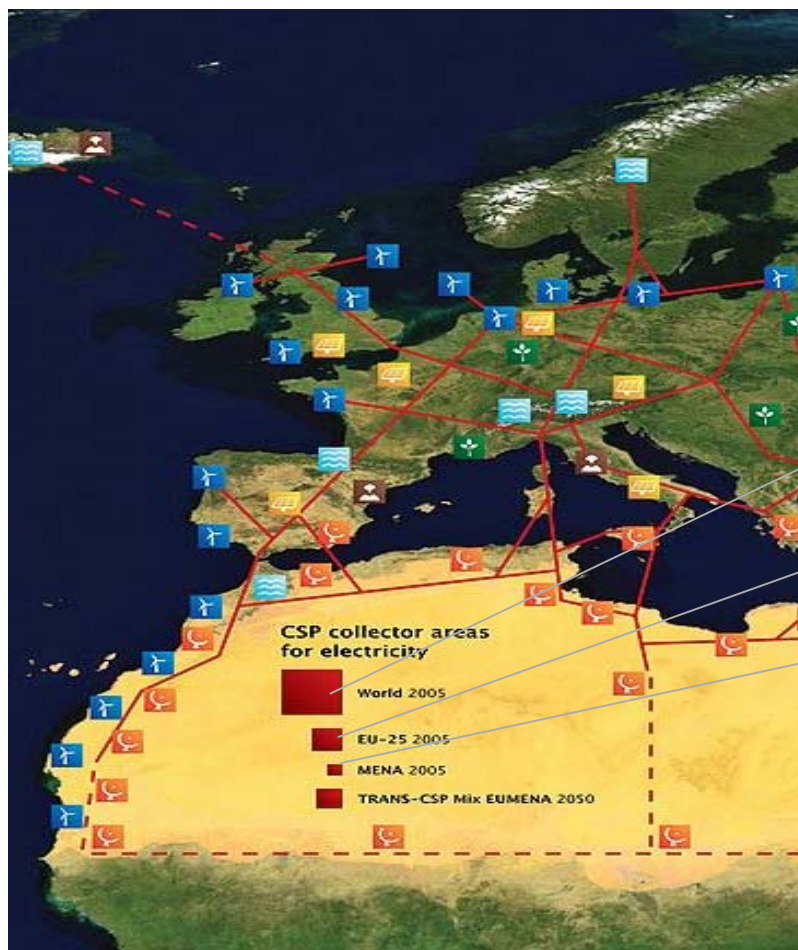 CSP collector areas
for electricity
World 2005
EU-25 2005
MENA 2005
TRANS-CSP Mix EUMENA 2050